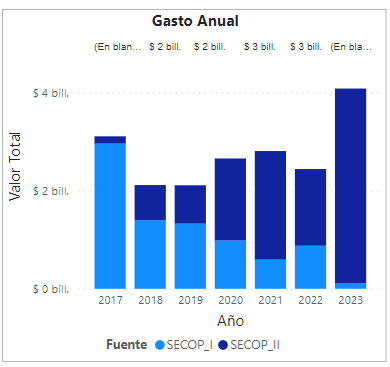 Gasto Anual
(En blan... $ 2 bill. $ 2 bill. $ 3 bill. $ 3 bill. (En bla...
$ 4 bill.
$ 2 bill.
$ 0 bill.
Valor Total
2017 2018 2019 2020 2021 2022 2023
Año
Fuente SECOP_I SECOP_II